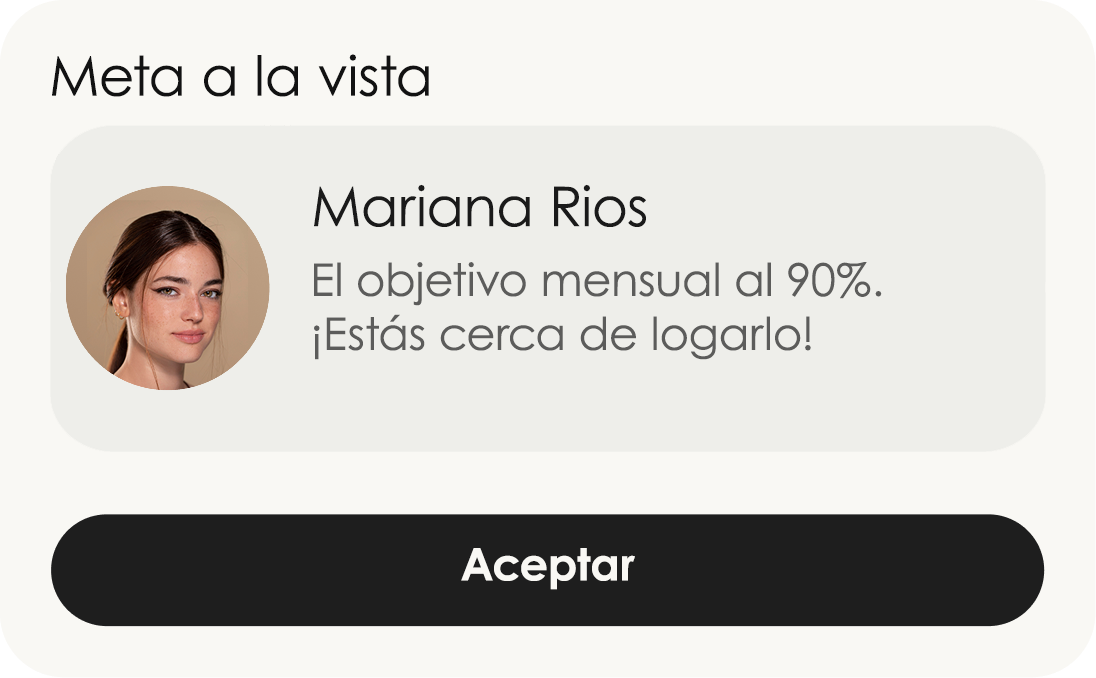 Meta a la vista
Mariana Rios
El objetivo mensual al 90%.
¡Estás cerca de logarlo!
Aceptar